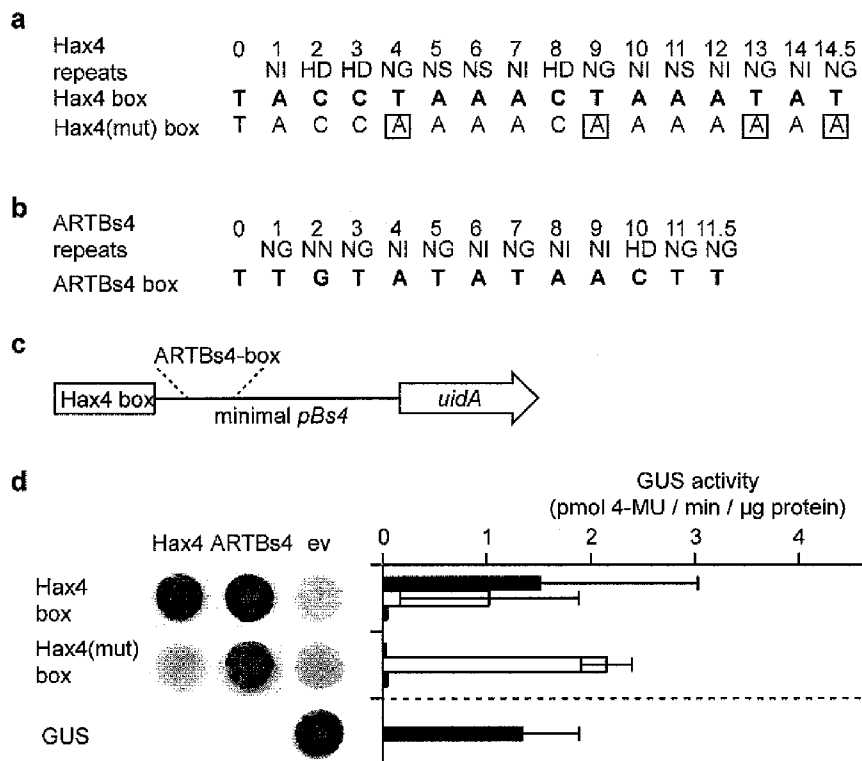 a
Hax4 0 1 2 3 4 5 6 7 8 9 10 11 12 13 14 14.5
repeats NI HD HD NG NS NS NI HD NG NI NS NI NG NI NG
Hax4 box T A C C T A A A C T A A A T A T
Hax4(mut) box T A C C A A A A C A A A A A A A
b
ARTBs4 0 1 2 3 4 5 6 7 8 9 10 11 11.5
repeats NG NN NG NI NG NI NG NI NI HD NG NG
ARTBs4 box T T G T A T A T A A C T T
c
ARTBs4-box
Hax4 box minimal pBs4 uidA
d
GUS activity
(pmol 4-MU / min / µg protein)
Hax4 ARTBs4 ev 0 1 2 3 4
Hax4
box
Hax4(mut)
box
GUS